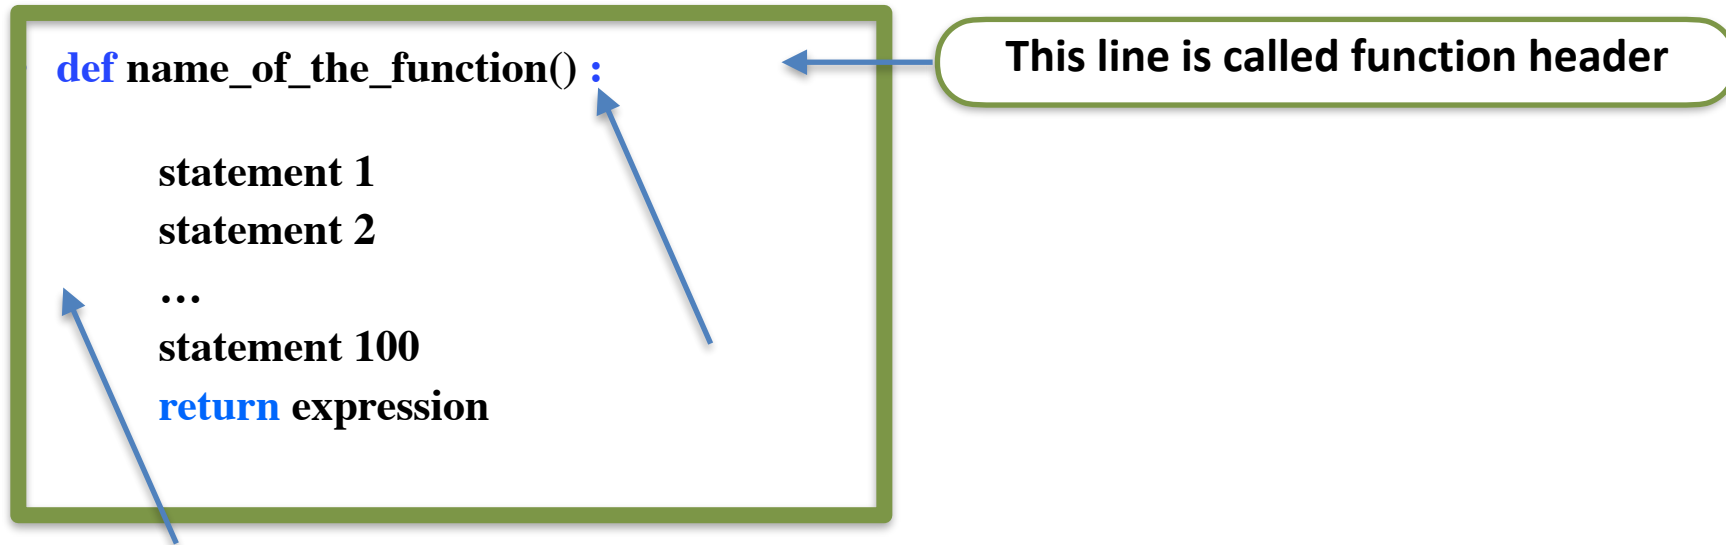 def name_of_the_function() :
This line is called function header
statement 1
statement 2
…
statement 100
return expression